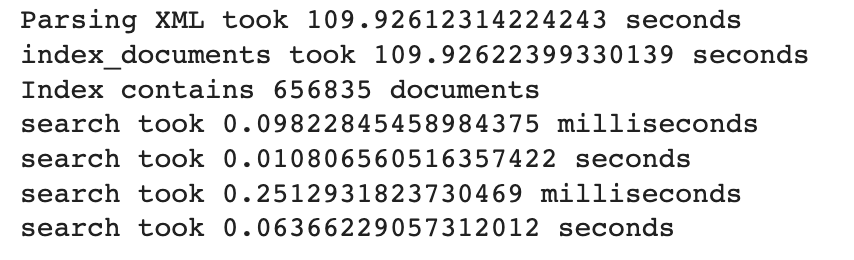 Parsing XML took 109.92612314224243 seconds
index_documents took 109.92622399330139 seconds
Index contains 656835 documents
search took 0.09822845458984375 milliseconds
search took 0.010806560516357422 seconds
search took 0.2512931823730469 milliseconds
search took 0.06366229057312012 seconds